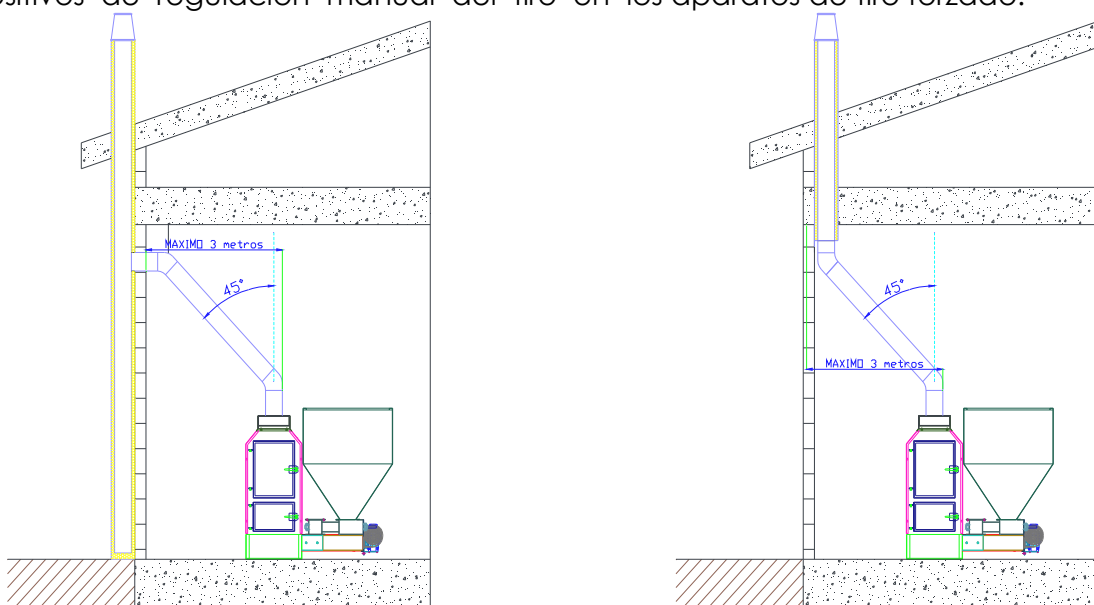 ositivos de regulación manual del tiro en los aparatos de tiro forzado.
MAXIMO 3 metros
45°
45°
MAXIMO 3 metros